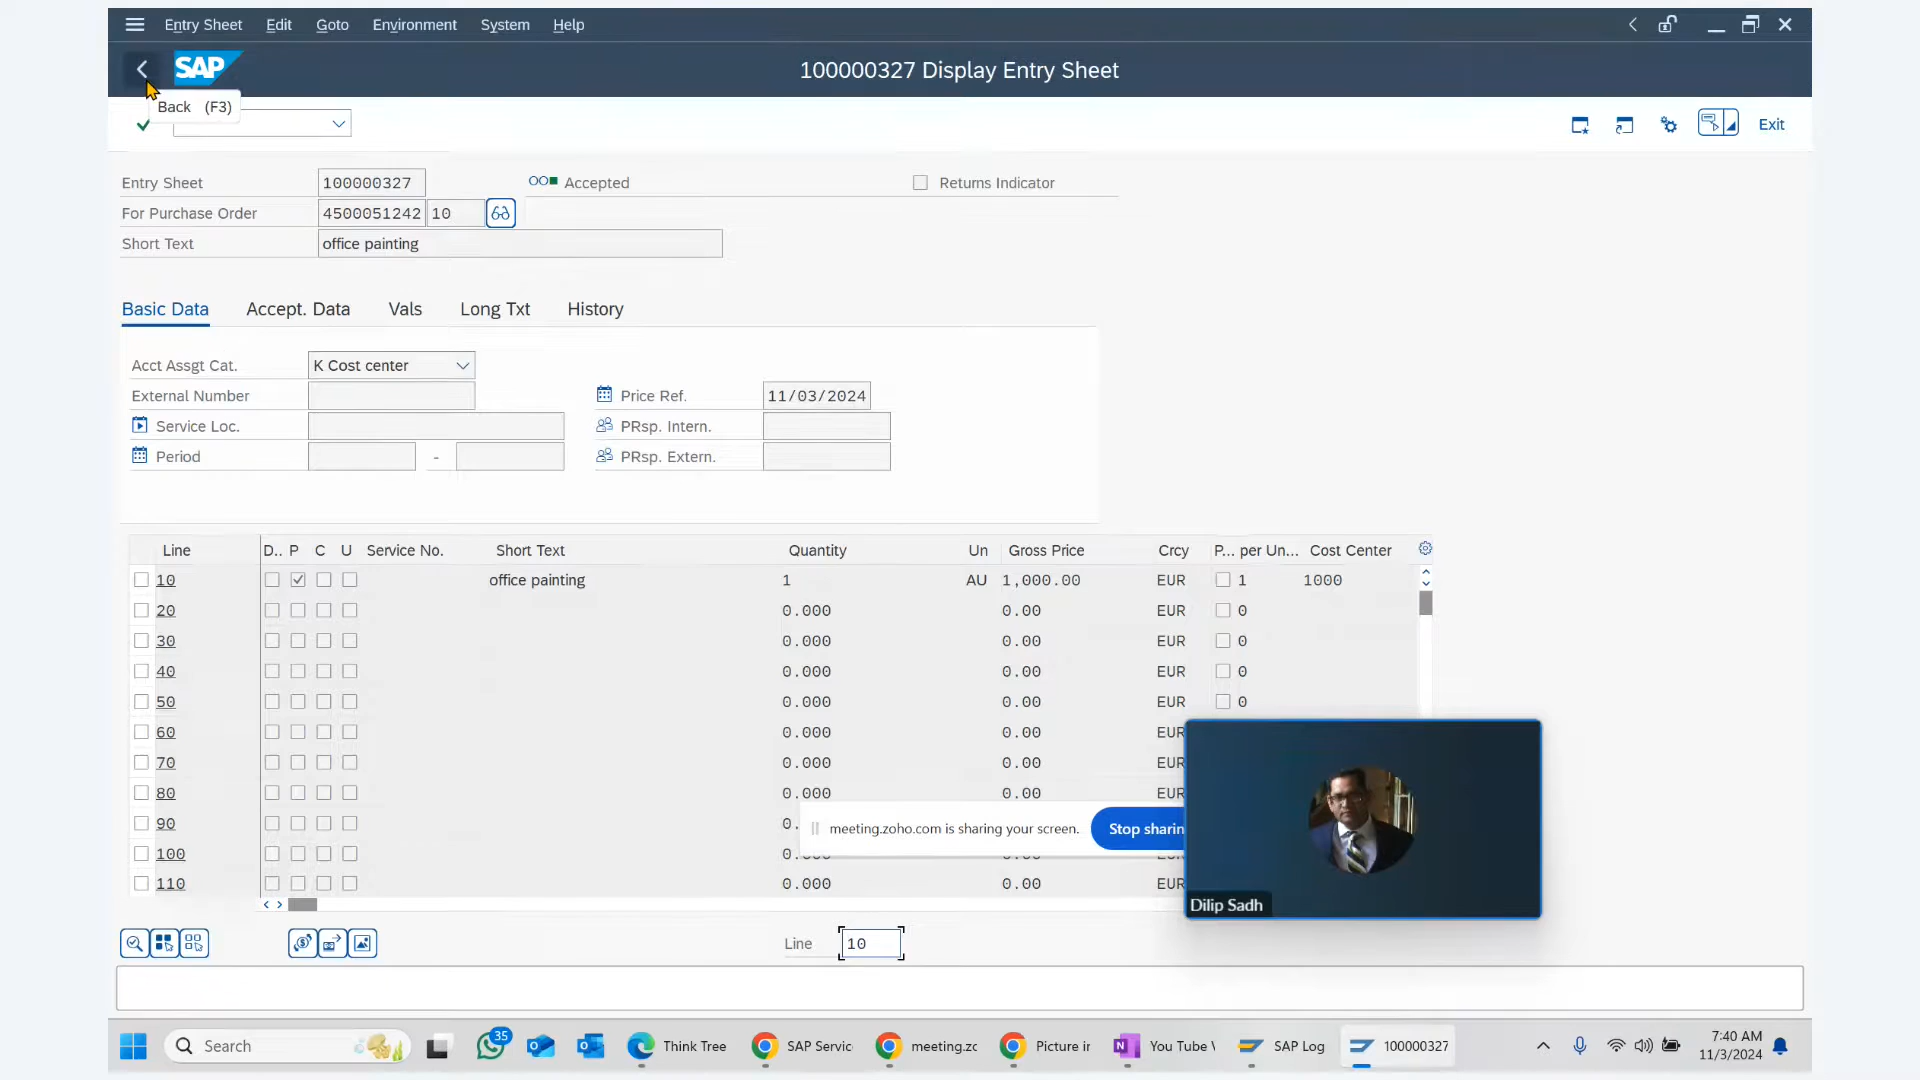 Entry Sheet Edit Goto Environment System Help
SAP 100000327 Display Entry Sheet
Back (F3)
Exit
Entry Sheet 100000327 Accepted Returns Indicator
For Purchase Order 4500051242 10
Short Text office painting
Basic Data Accept. Data Vals Long Txt History
Acct Assgt Cat. K Cost center
External Number Price Ref. 11/03/2024
Service Loc. PRsp. Intern.
Period - PRsp. Extern.
Line D.. P C U Service No. Short Text Quantity Un Gross Price Crcy P... per Un... Cost Center
10 office painting 1 AU 1,000.00 EUR 1 1000
20 0.000 0.00 EUR 0
30 0.000 0.00 EUR 0
40 0.000 0.00 EUR 0
50 0.000 0.00 EUR 0
60 0.000 0.00 EUR
70 0.000 0.00 EUR
80 0.000 0.00 EUR
90 0.
meeting.zoho.com is sharing your screen. Stop sharin
100
110 0.000 0.00 EUR
Dilip Sadh
Line 10
Search 35 Think Tree SAP Servic meeting.zc Picture ir You Tube SAP Log 100000327
7:40 AM
11/3/2024